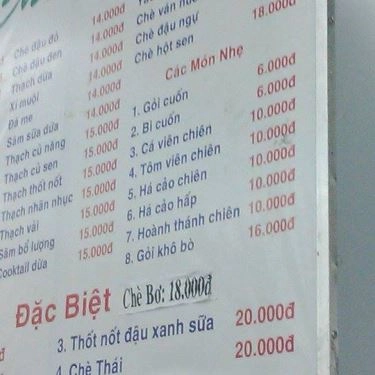 Chè đậu đỏ 14.000đ
Chè đậu đen 14.000đ
Thạch dừa 14.000đ
Xí muội 14.000đ
Đá me 14.000đ
Sâm sữa dừa 15.000đ
Thạch củ năng 15.000đ
Thạch củ sen 15.000đ
Thạch thốt nốt 15.000đ
Thạch nhãn nhục 15.000đ
Thạch vải 15.000đ
Sâm bổ lượng 15.000đ
Cooktail dừa 15.000đ
Chè đậu ngự 18.000đ
Chè hột sen
Các Món Nhẹ
1. Gỏi cuốn 6.000đ
2. Bì cuốn 6.000đ
3. Cá viên chiên 10.000đ
4. Tôm viên chiên 10.000đ
5. Há cảo chiên 10.000đ
6. Há cảo hấp 10.000đ
7. Hoành thánh chiên 10.000đ
8. Gỏi khô bò 16.000đ
Đặc Biệt Chè Bơ: 18.000đ
3. Thốt nốt đậu xanh sữa 20.000đ
4. Chè Thái 20.000đ